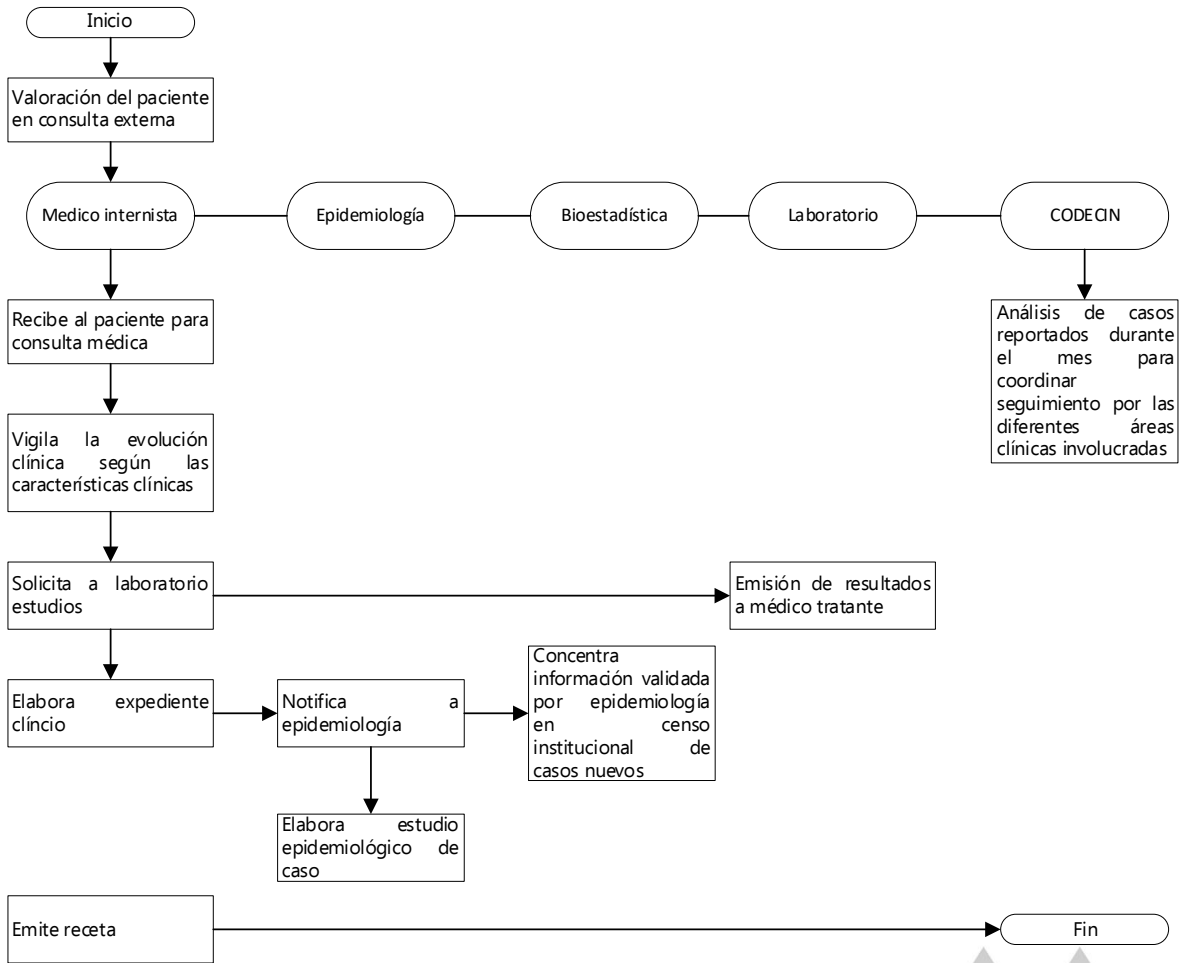 Inicio
Valoración del paciente
en consulta externa
Medico internista
Epidemiología
Bioestadística
Laboratorio
CODECIN
Recibe al paciente para
consulta médica
Análisis de casos
reportados durante
el mes para
coordinar
seguimiento por las
diferentes áreas
clínicas involucradas
Vigila la evolución
clínica según las
características clínicas
Solicita a laboratorio
estudios
Emisión de resultados
a médico tratante
Elabora expediente
clíncio
Notifica a
epidemiología
Concentra
información validada
por epidemiología
en censo
institucional de
casos nuevos
Elabora estudio
epidemiológico de
caso
Emite receta
Fin